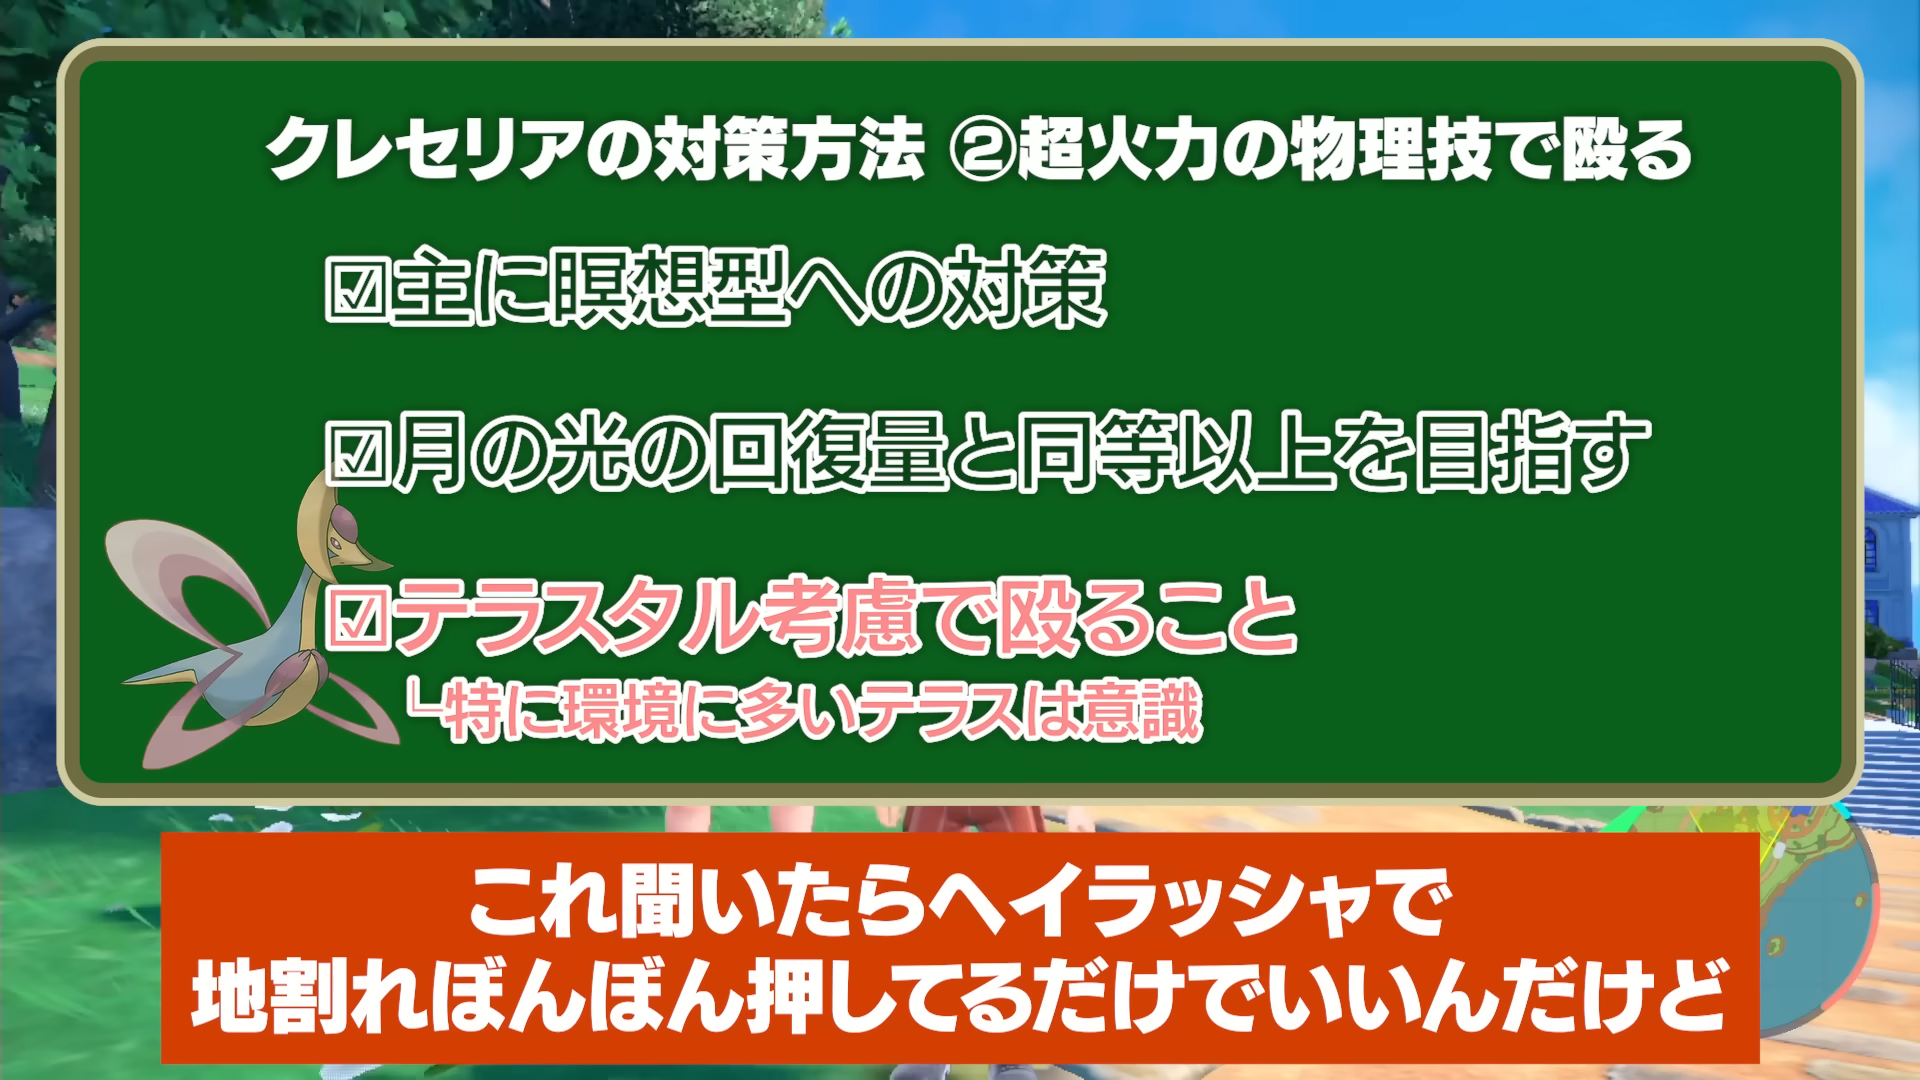 クレセリアの対策方法 ②超火力の物理技で殴る
☑主に瞑想型への対策
☑月の光の回復量と同等以上を目指す
☑テラスタル考慮で殴ること
└特に環境に多いテラスは意識
これ聞いたらヘイラッシャで
地割れぼんぼん押してるだけでいいんだけど